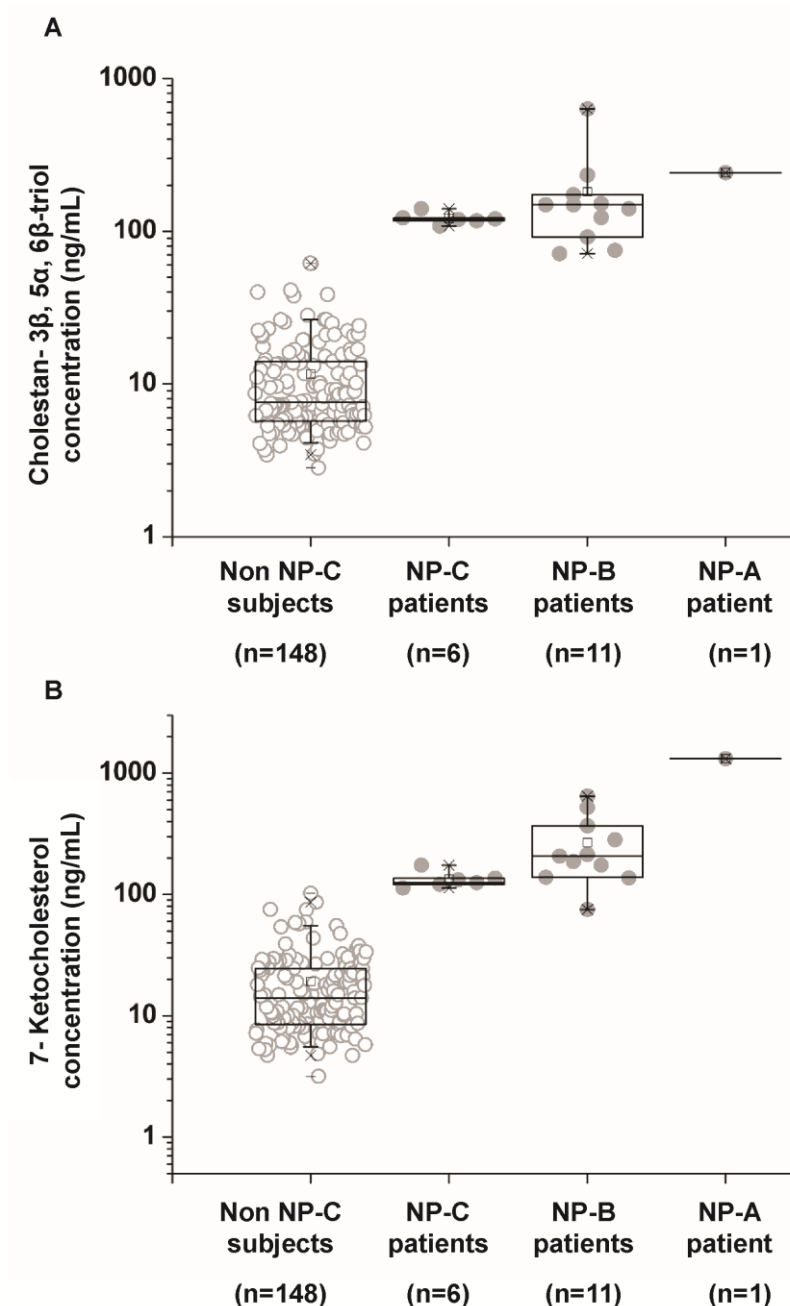 A
Cholestan- 3β, 5α, 6β-triol
concentration (ng/mL)
1000
100
10
1
Non NP-C
subjects
(n=148)
NP-C
patients
(n=6)
NP-B
patients
(n=11)
NP-A
patient
(n=1)
B
7- Ketocholesterol
concentration (ng/mL)
1000
100
10
1
Non NP-C
subjects
(n=148)
NP-C
patients
(n=6)
NP-B
patients
(n=11)
NP-A
patient
(n=1)